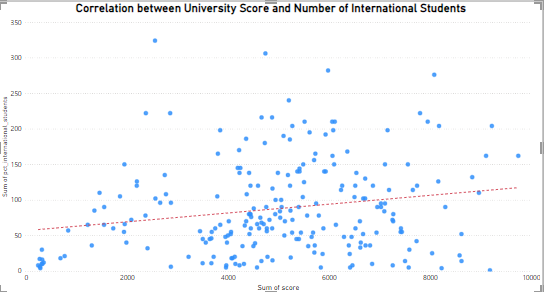 Correlation between University Score and Number of International Students
350
300
250
200
150
100
50
0
Sum of pct_international_students
0 2000 4000 6000 8000 10000
Sum of score